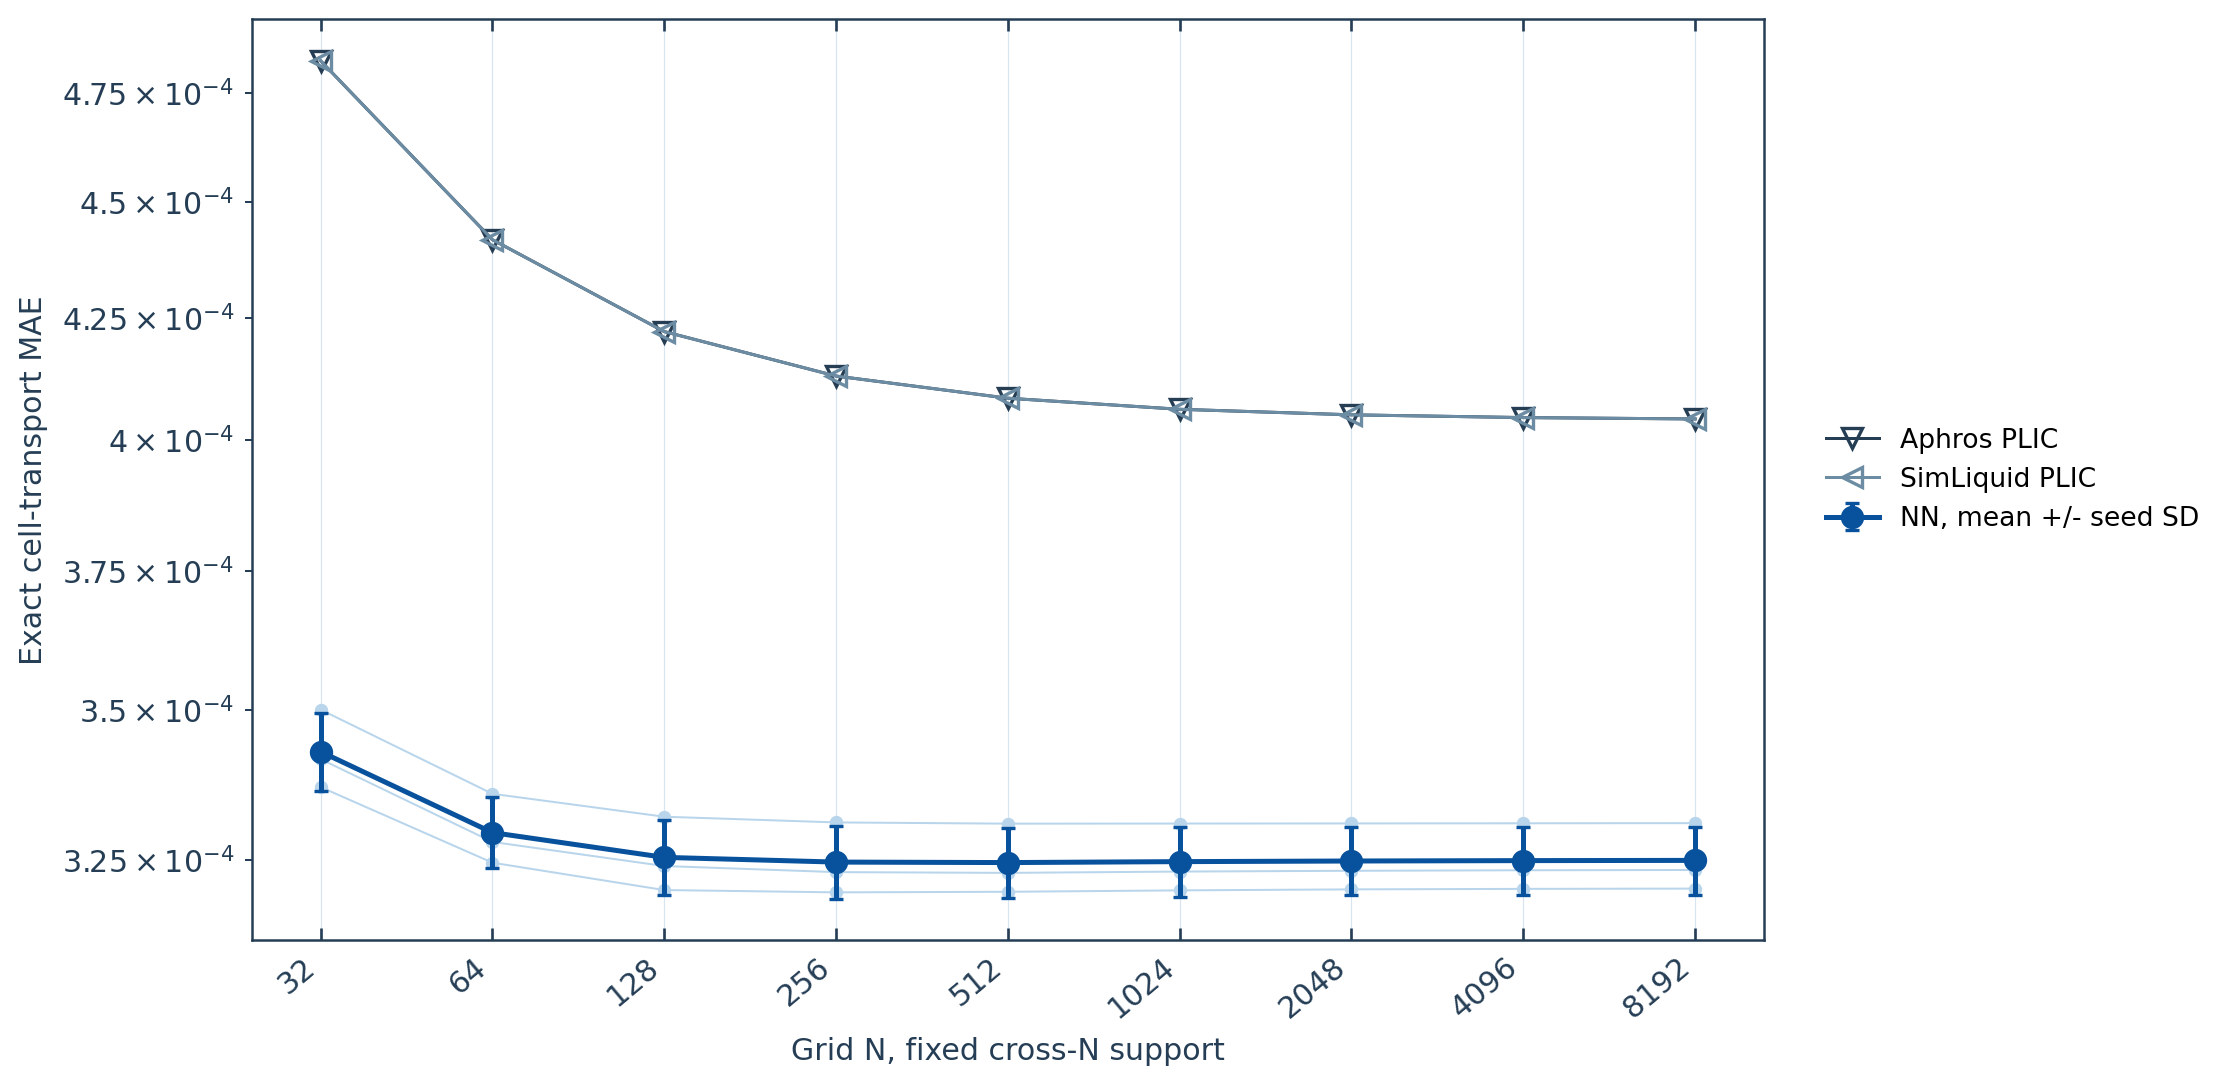 Exact cell-transport MAE
4.75 × 10⁻⁴
4.5 × 10⁻⁴
4.25 × 10⁻⁴
4 × 10⁻⁴
3.75 × 10⁻⁴
3.5 × 10⁻⁴
3.25 × 10⁻⁴
32
64
128
256
512
1024
2048
4096
8192
Grid N, fixed cross-N support
Aphros PLIC
SimLiquid PLIC
NN, mean +/- seed SD